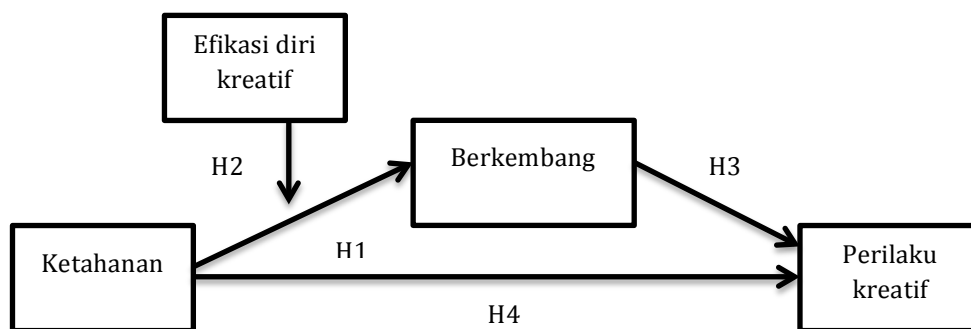 Efikasi diri
kreatif
H2
Berkembang
H3
Ketahanan
H1
Perilaku
kreatif
H4